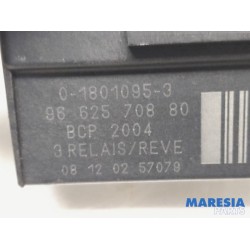 0-1801095-3
96 625 708 80
BCP 2004
3 RELAIS/REVE
08 12 02 57079
MARESIA